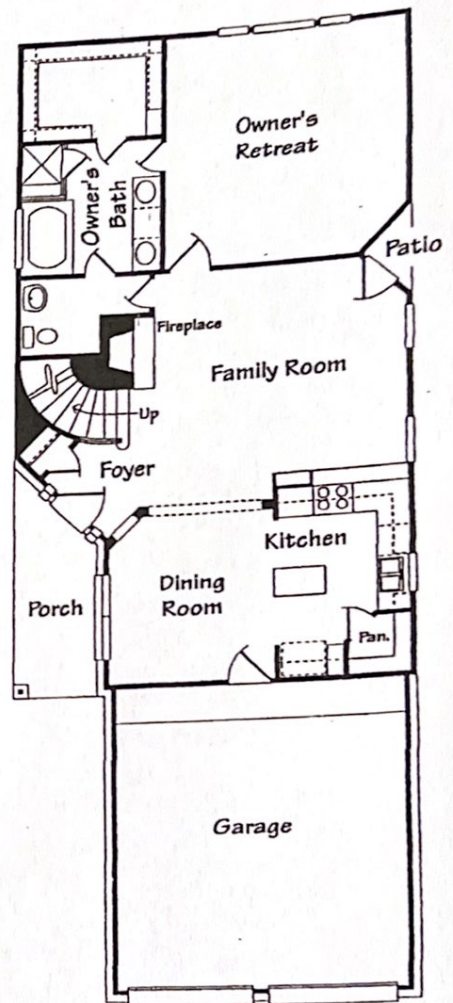 Owner's
Retreat
Owner's
Bath
Patio
Fireplace
Family Room
Up
Foyer
Kitchen
Dining
Room
Porch
Pan.
Garage